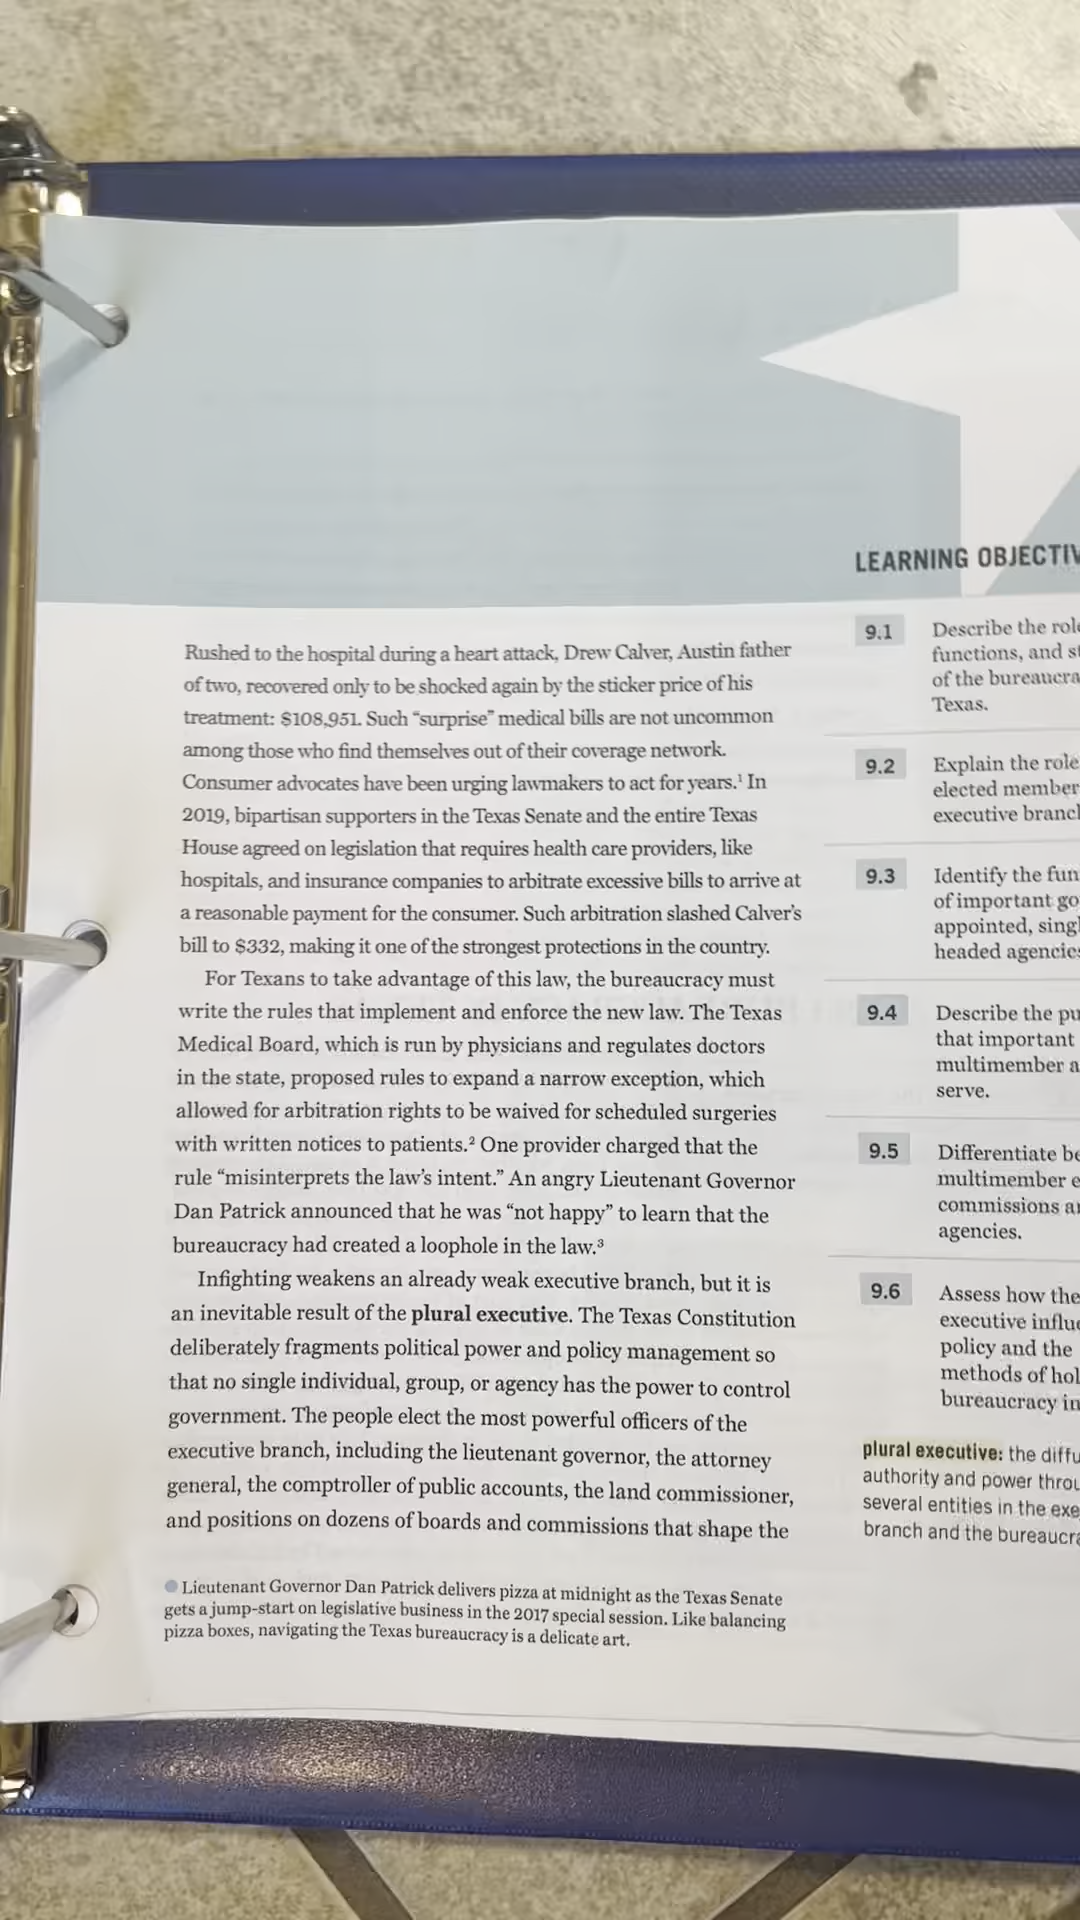 Rushed to the hospital during a heart attack, Drew Calver, Austin father
of two, recovered only to be shocked again by the sticker price of his
treatment: $108,951. Such “surprise” medical bills are not uncommon
among those who find themselves out of their coverage network.
Consumer advocates have been urging lawmakers to act for years.¹ In
2019, bipartisan supporters in the Texas Senate and the entire Texas
House agreed on legislation that requires health care providers, like
hospitals, and insurance companies to arbitrate excessive bills to arrive at
a reasonable payment for the consumer. Such arbitration slashed Calver’s
bill to $332, making it one of the strongest protections in the country.
For Texans to take advantage of this law, the bureaucracy must
write the rules that implement and enforce the new law. The Texas
Medical Board, which is run by physicians and regulates doctors
in the state, proposed rules to expand a narrow exception, which
allowed for arbitration rights to be waived for scheduled surgeries
with written notices to patients.² One provider charged that the
rule “misinterprets the law’s intent.” An angry Lieutenant Governor
Dan Patrick announced that he was “not happy” to learn that the
bureaucracy had created a loophole in the law.³
Infighting weakens an already weak executive branch, but it is
an inevitable result of the plural executive. The Texas Constitution
deliberately fragments political power and policy management so
that no single individual, group, or agency has the power to control
government. The people elect the most powerful officers of the
executive branch, including the lieutenant governor, the attorney
general, the comptroller of public accounts, the land commissioner,
and positions on dozens of boards and commissions that shape the
Lieutenant Governor Dan Patrick delivers pizza at midnight as the Texas Senate
gets a jump-start on legislative business in the 2017 special session. Like balancing
pizza boxes, navigating the Texas bureaucracy is a delicate art.
LEARNING
9.1 Describe the
functions, and
of the
Texas.
9.2 Explain the role
elected
executive
9.3 Identify the
of important
appointed,
headed
9.4 Describe the
that important
multimember
serve.
9.5 Differentiate
multimember
commissions
agencies.
9.6 Assess how the
executive
policy and the
methods of
bureaucracy
plural executive: the
authority and power
several entities in the
branch and the